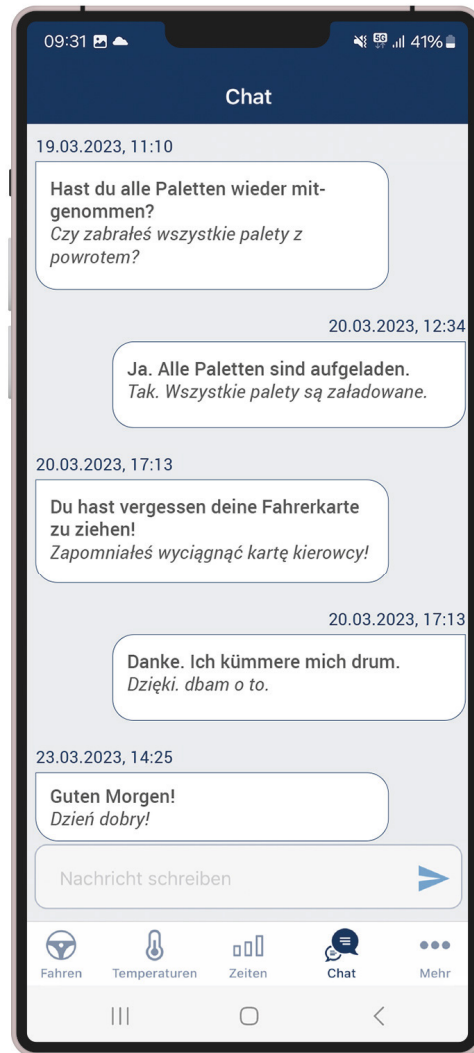 09:31
5G
41%
Chat
19.03.2023, 11:10
Hast du alle Paletten wieder mit-
genommen?
Czy zabrałeś wszystkie palety z
powrotem?
20.03.2023, 12:34
Ja. Alle Paletten sind aufgeladen.
Tak. Wszystkie palety są załadowane.
20.03.2023, 17:13
Du hast vergessen deine Fahrerkarte
zu ziehen!
Zapomniałeś wyciągnąć kartę kierowcy!
20.03.2023, 17:13
Danke. Ich kümmere mich drum.
Dzięki. dbam o to.
23.03.2023, 14:25
Guten Morgen!
Dzień dobry!
Nachricht schreiben
Fahren Temperaturen Zeiten Chat Mehr